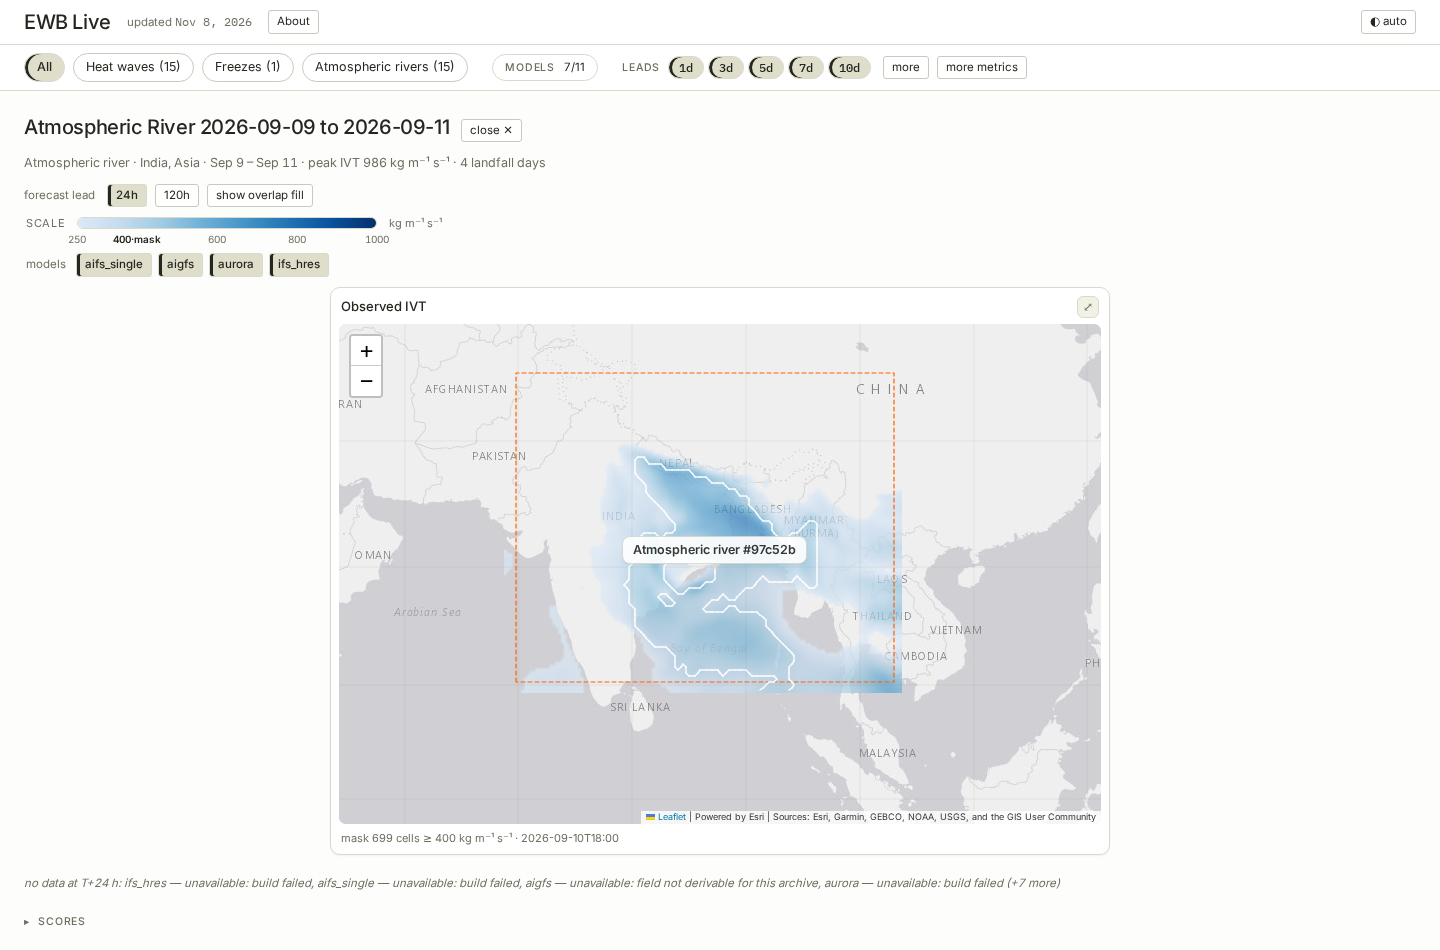 EWB Live updated Nov 8, 2026 About auto
All Heat waves (15) Freezes (1) Atmospheric rivers (15) MODELS 7/11 LEADS 1d 3d 5d 7d 10d more more metrics
Atmospheric River 2026-09-09 to 2026-09-11 close ✕
Atmospheric river · India, Asia · Sep 9 – Sep 11 · peak IVT 986 kg m⁻¹ s⁻¹ · 4 landfall days
forecast lead 24h 120h show overlap fill
SCALE kg m⁻¹ s⁻¹
250 400·mask 600 800 1000
models aifs_single aigfs aurora ifs_hres
Observed IVT
+
−
AFGHANISTAN
CHINA
RAN
PAKISTAN
NEPAL
BANGLADESH
INDIA
MYANMAR
(BURMA)
Atmospheric river #97c52b
OMAN
LAOS
Arabian Sea
THAILAND
VIETNAM
Bay of Bengal
CAMBODIA
PH
SRI LANKA
MALAYSIA
Leaflet | Powered by Esri | Sources: Esri, Garmin, GEBCO, NOAA, USGS, and the GIS User Community
mask 699 cells ≥ 400 kg m⁻¹ s⁻¹ · 2026-09-10T18:00
no data at T+24 h: ifs_hres — unavailable: build failed, aifs_single — unavailable: build failed, aigfs — unavailable: field not derivable for this archive, aurora — unavailable: build failed (+7 more)
▸ SCORES